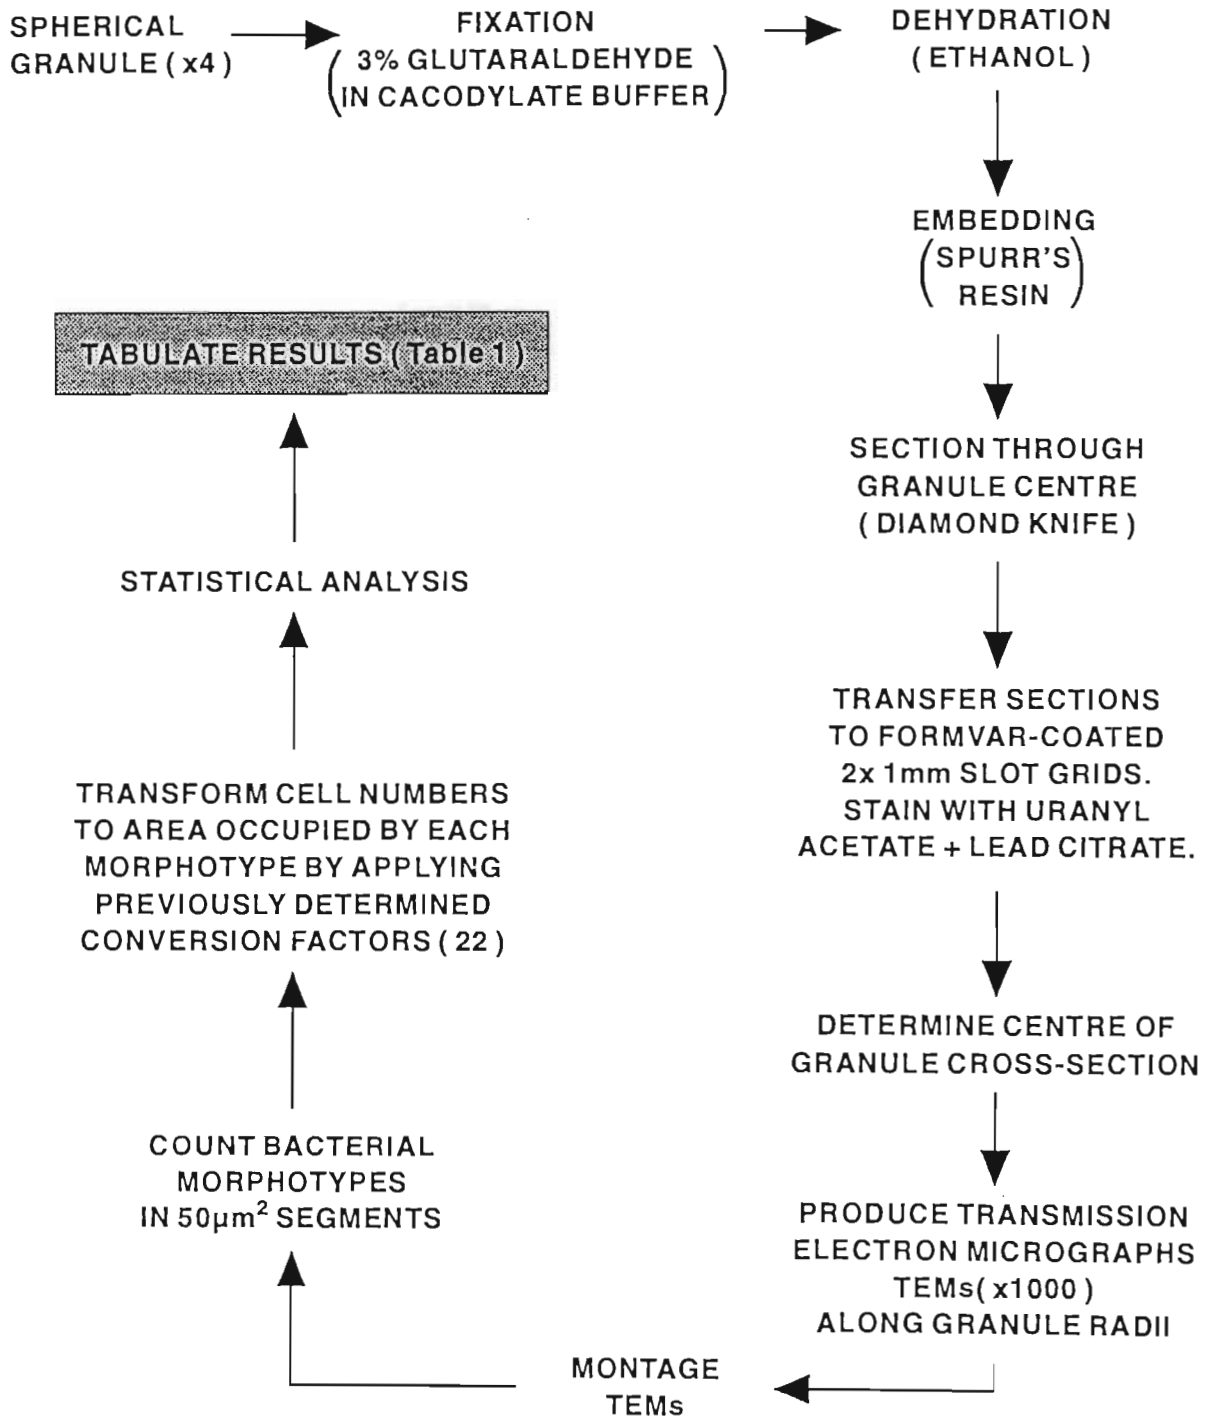 SPHERICAL
GRANULE ( x4 )
FIXATION
( 3% GLUTARALDEHYDE
IN CACODYLATE BUFFER )
DEHYDRATION
( ETHANOL )
EMBEDDING
( SPURR'S
RESIN )
SECTION THROUGH
GRANULE CENTRE
( DIAMOND KNIFE )
TRANSFER SECTIONS
TO FORMVAR-COATED
2x 1mm SLOT GRIDS.
STAIN WITH URANYL
ACETATE + LEAD CITRATE.
DETERMINE CENTRE OF
GRANULE CROSS-SECTION
PRODUCE TRANSMISSION
ELECTRON MICROGRAPHS
TEMs( x1000 )
ALONG GRANULE RADII
MONTAGE
TEMs
COUNT BACTERIAL
MORPHOTYPES
IN 50µm² SEGMENTS
TRANSFORM CELL NUMBERS
TO AREA OCCUPIED BY EACH
MORPHOTYPE BY APPLYING
PREVIOUSLY DETERMINED
CONVERSION FACTORS ( 22 )
STATISTICAL ANALYSIS
TABULATE RESULTS ( Table 1 )